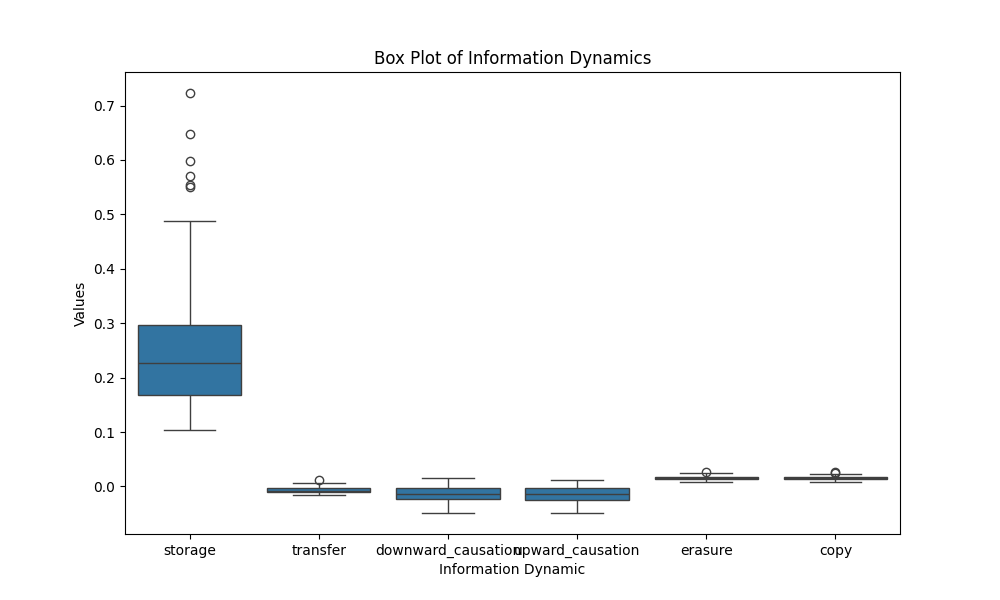 Box Plot of Information Dynamics
Values
0.7
0.6
0.5
0.4
0.3
0.2
0.1
0.0
storage transfer downward_causation upward_causation erasure copy
Information Dynamic